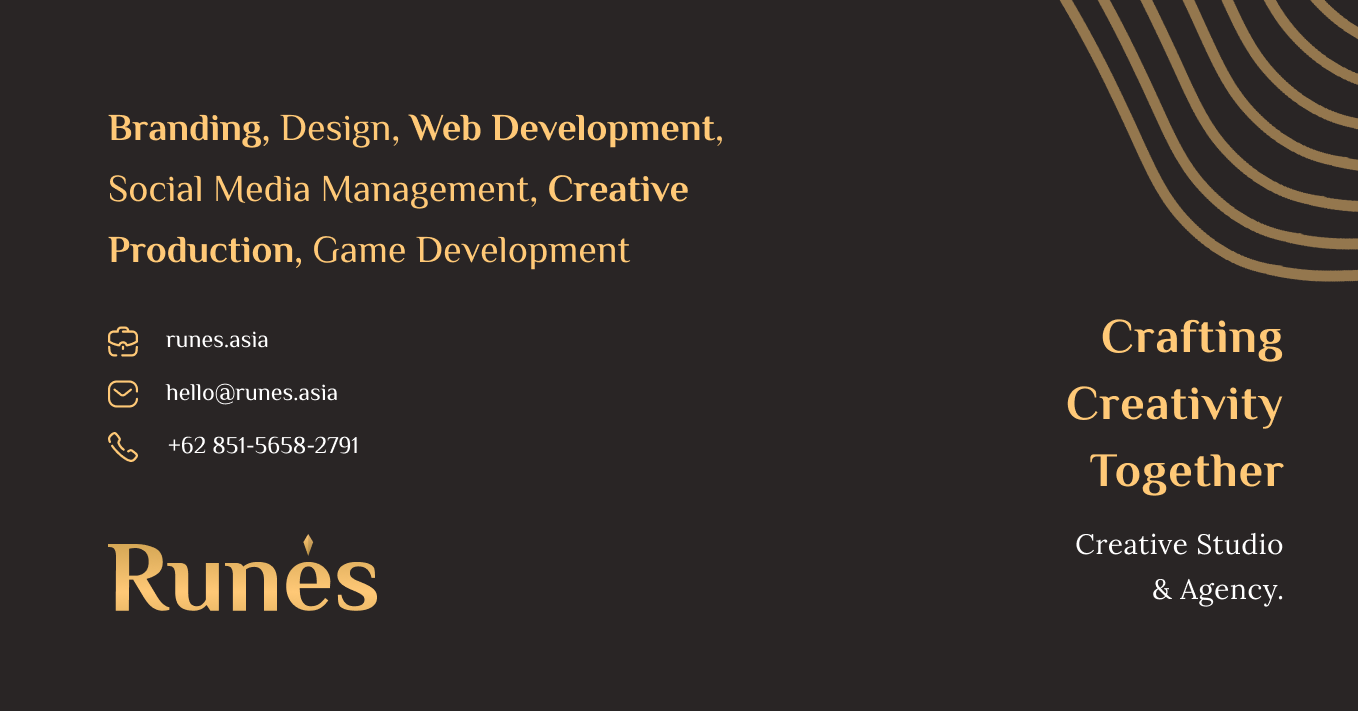 Branding, Design, Web Development,
Social Media Management, Creative
Production, Game Development
runes.asia
hello@runes.asia
+62 851-5658-2791
Runes
Crafting
Creativity
Together
Creative Studio
& Agency.